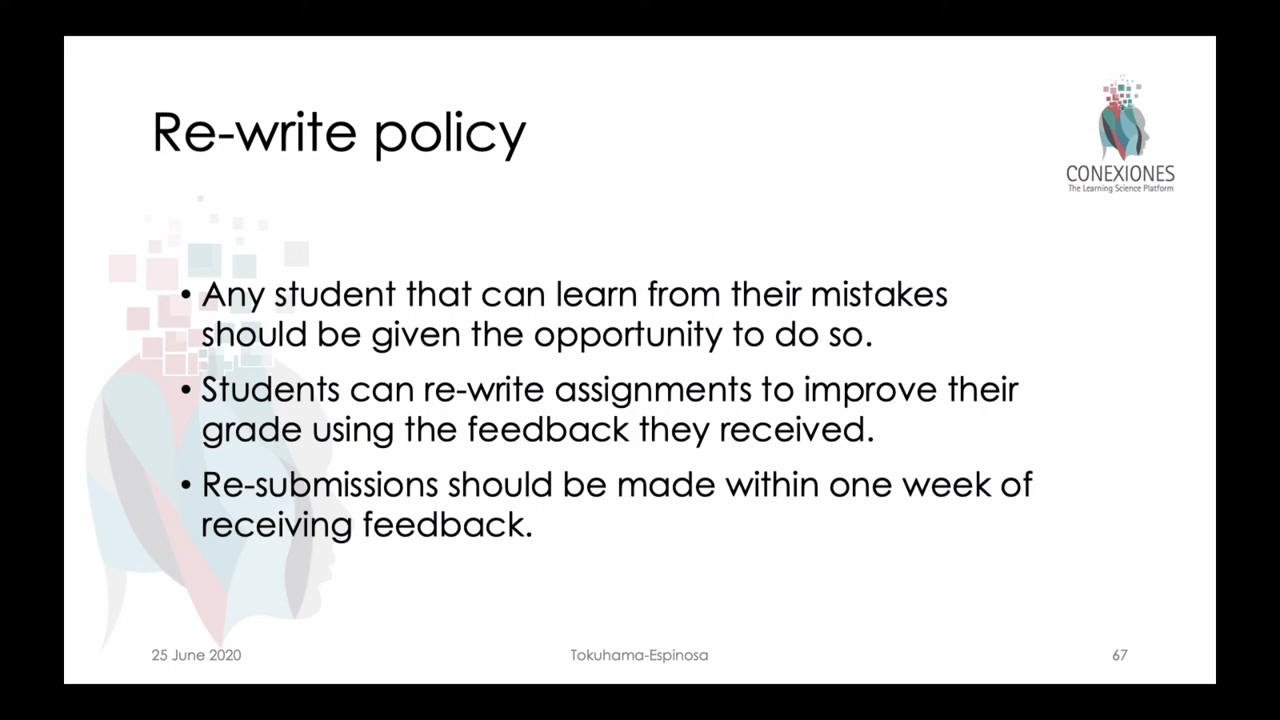 Re-write policy
CONEXIONES
The Learning Science Platform
• Any student that can learn from their mistakes
should be given the opportunity to do so.
• Students can re-write assignments to improve their
grade using the feedback they received.
• Re-submissions should be made within one week of
receiving feedback.
25 June 2020
Tokuhama-Espinosa
67